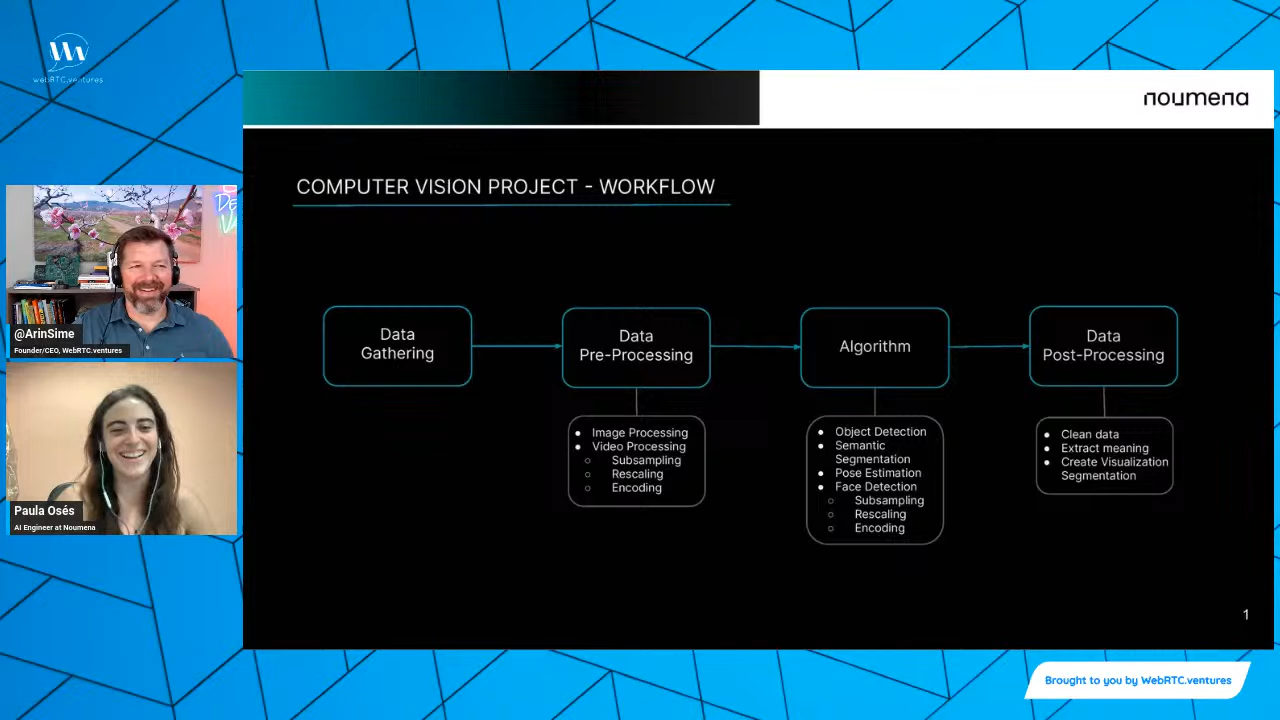 webRTC.ventures
noumena
COMPUTER VISION PROJECT - WORKFLOW
@ArinSime
Founder/CEO, WebRTC.ventures
Paula Osés
AI Engineer at Noumena
Data
Gathering
Data
Pre-Processing
Image Processing
Video Processing
Subsampling
Rescaling
Encoding
Algorithm
Object Detection
Semantic
Segmentation
Pose Estimation
Face Detection
Subsampling
Rescaling
Encoding
Data
Post-Processing
Clean data
Extract meaning
Create Visualization
Segmentation
1
Brought to you by WebRTC.ventures